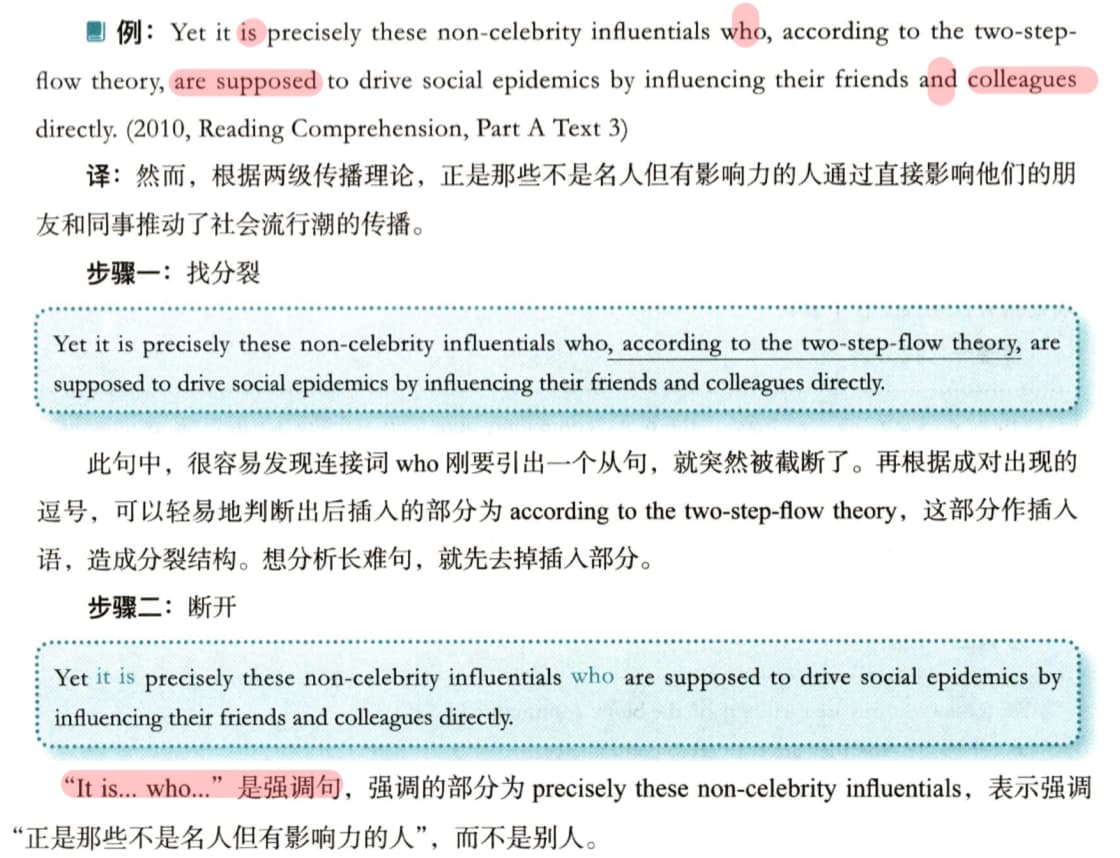 例：Yet it is precisely these non-celebrity influentials who, according to the two-step-
flow theory, are supposed to drive social epidemics by influencing their friends and colleagues
directly. (2010, Reading Comprehension, Part A Text 3)
译：然而，根据两级传播理论，正是那些不是名人但有影响力的人通过直接影响他们的朋
友和同事推动了社会流行潮的传播。
步骤一：找分裂
Yet it is precisely these non-celebrity influentials who, according to the two-step-flow theory, are
supposed to drive social epidemics by influencing their friends and colleagues directly.
此句中，很容易发现连接词 who 刚要引出一个从句，就突然被截断了。再根据成对出现的
逗号，可以轻易地判断出后插入的部分为 according to the two-step-flow theory，这部分作插入
语，造成分裂结构。想分析长难句，就先去掉插入部分。
步骤二：断开
Yet it is precisely these non-celebrity influentials who are supposed to drive social epidemics by
influencing their friends and colleagues directly.
“It is... who...” 是强调句，强调的部分为 precisely these non-celebrity influentials，表示强调
“正是那些不是名人但有影响力的人”，而不是别人。